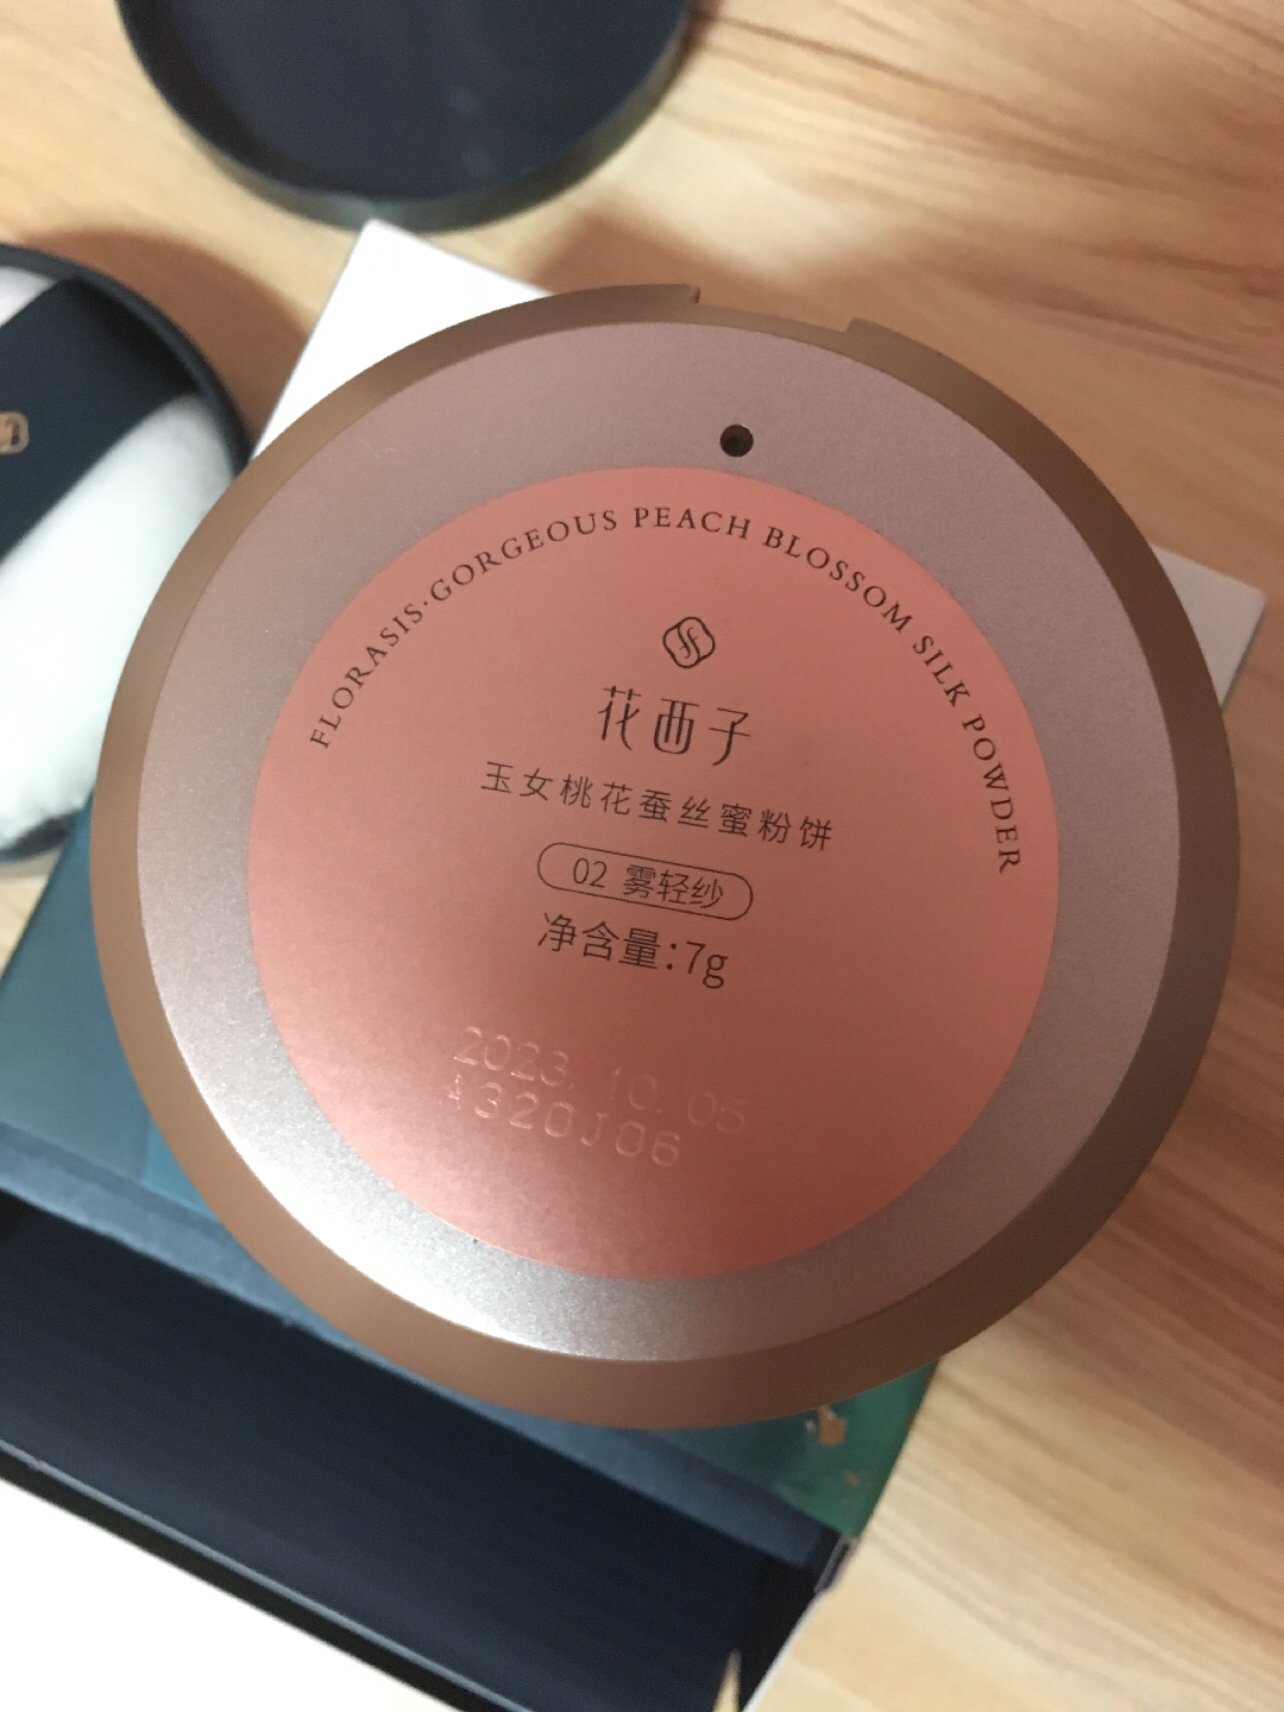 FLORASIS·GORGEOUS PEACH BLOSSOM SILK POWDER
花西子
玉女桃花蚕丝蜜粉饼
02 雾轻纱
净含量:7g
2023.10.05
A320J06